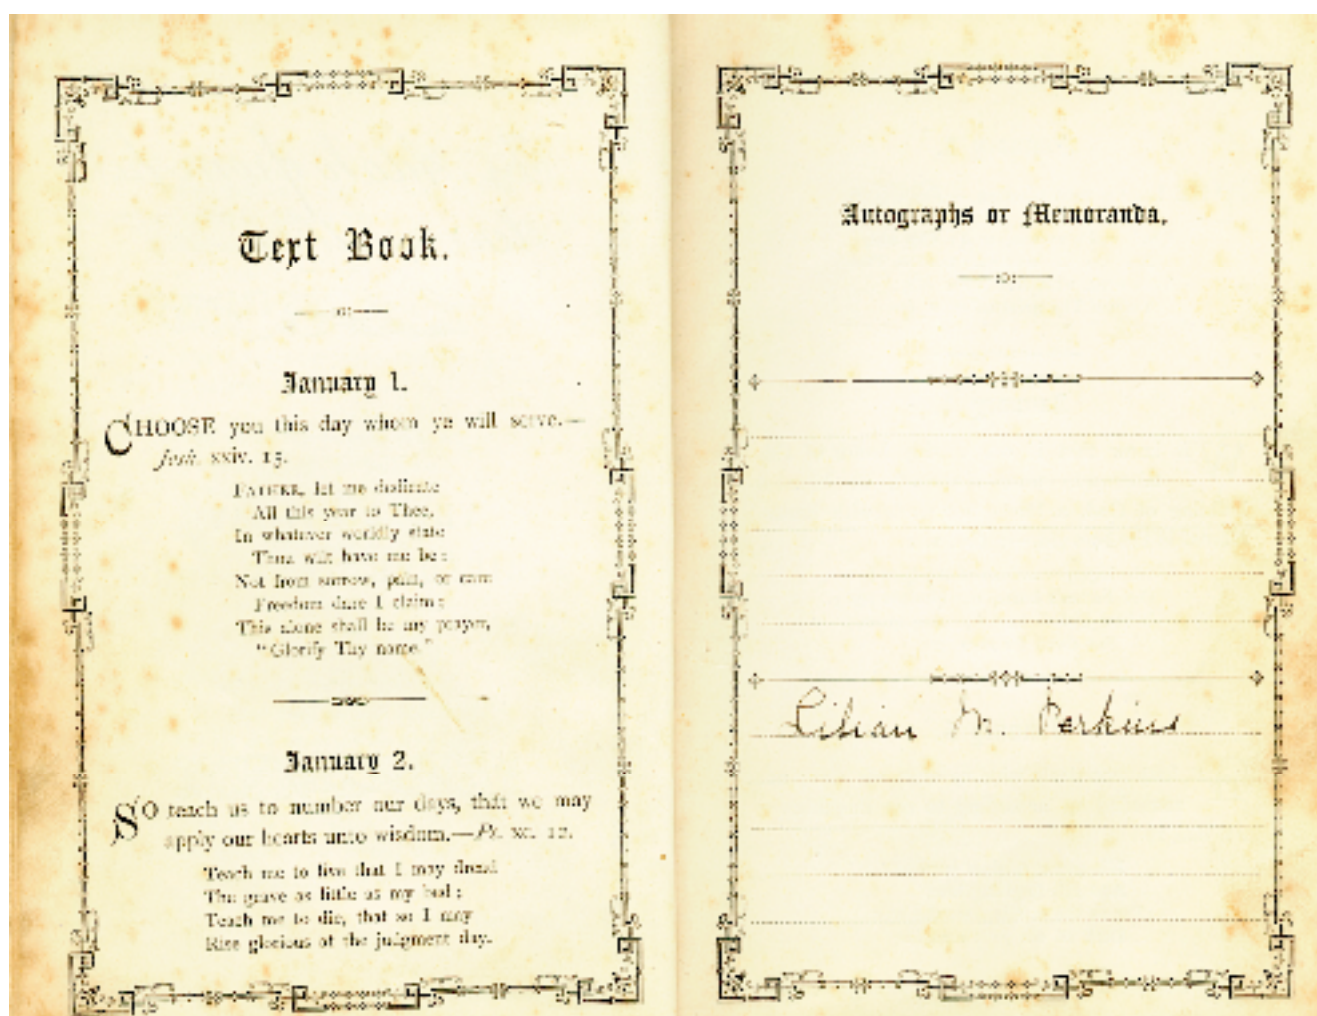 Text Book.
January 1.
CHOOSE you this day whom ye will serve.—
Josh. xxiv. 15.
FATHER, let me dedicate
All this year to Thee,
In whatever worldly state
Thou wilt have me be:
Not from sorrow, pain, or care
Freedom dare I claim;
This alone shall be my prayer,
"Glorify Thy name."
January 2.
SO teach us to number our days, that we may
apply our hearts unto wisdom.—Ps. xc. 12.
Teach me to live that I may dread
The grave as little as my bed;
Teach me to die, that so I may
Rise glorious at the judgment day.
Autographs or Memoranda.
Lilian M. Perkins